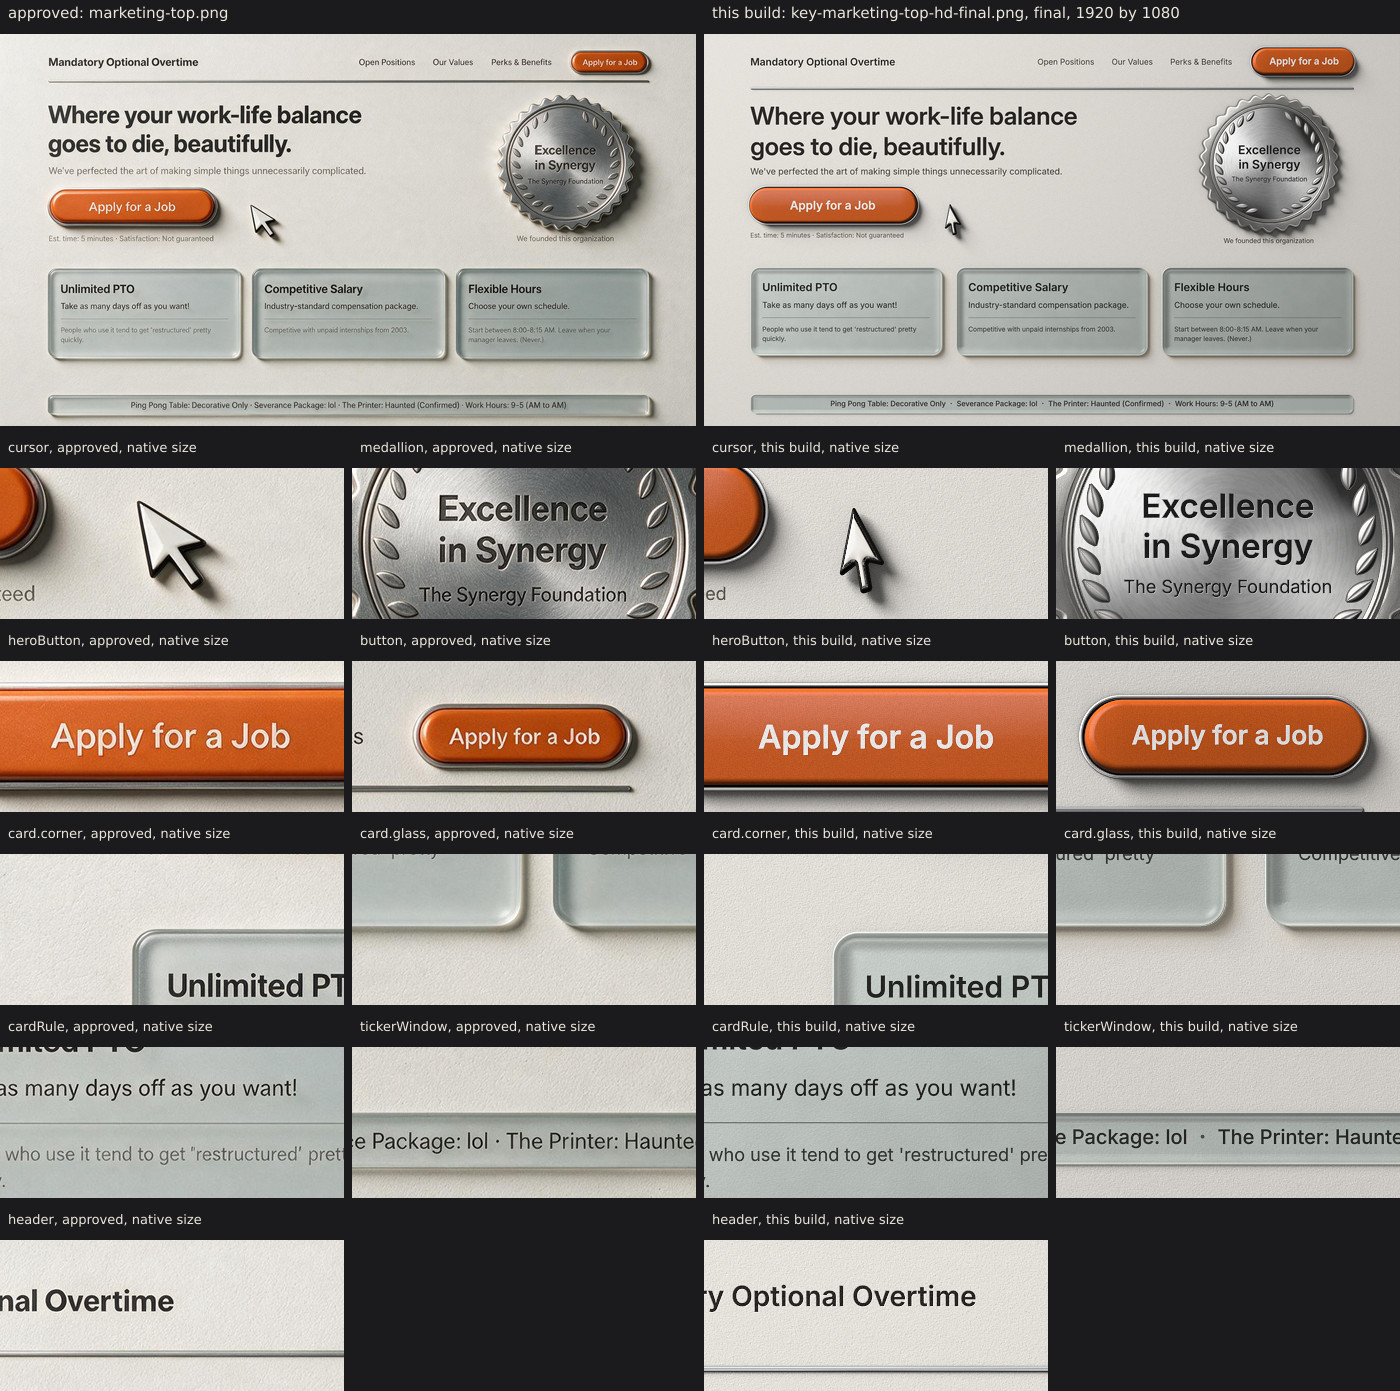 approved: marketing-top.png
this build: key-marketing-top-hd-final.png, final, 1920 by 1080
Mandatory Optional Overtime
Open Positions
Our Values
Perks & Benefits
Apply for a Job
Where your work-life balance
goes to die, beautifully.
We've perfected the art of making simple things unnecessarily complicated.
Apply for a Job
Est. time: 5 minutes · Satisfaction: Not guaranteed
Excellence
in Synergy
The Synergy Foundation
We founded this organization
Unlimited PTO
Take as many days off as you want!
People who use it tend to get 'restructured' pretty
quickly.
Competitive Salary
Industry-standard compensation package.
Competitive with unpaid internships from 2003.
Flexible Hours
Choose your own schedule.
Start between 8:00-8:15 AM. Leave when your
manager leaves. (Never.)
Ping Pong Table: Decorative Only · Severance Package: lol · The Printer: Haunted (Confirmed) · Work Hours: 9-5 (AM to AM)
Mandatory Optional Overtime
Open Positions
Our Values
Perks & Benefits
Apply for a Job
Where your work-life balance
goes to die, beautifully.
We've perfected the art of making simple things unnecessarily complicated.
Apply for a Job
Est. time: 5 minutes · Satisfaction: Not guaranteed
Excellence
in Synergy
The Synergy Foundation
We founded this organization
Unlimited PTO
Take as many days off as you want!
People who use it tend to get 'restructured' pretty
quickly.
Competitive Salary
Industry-standard compensation package.
Competitive with unpaid internships from 2003.
Flexible Hours
Choose your own schedule.
Start between 8:00-8:15 AM. Leave when your
manager leaves. (Never.)
Ping Pong Table: Decorative Only · Severance Package: lol · The Printer: Haunted (Confirmed) · Work Hours: 9-5 (AM to AM)
cursor, approved, native size
medallion, approved, native size
cursor, this build, native size
medallion, this build, native size
teed
Excellence
in Synergy
The Synergy Foundation
ed
Excellence
in Synergy
The Synergy Foundation
heroButton, approved, native size
button, approved, native size
heroButton, this build, native size
button, this build, native size
Apply for a Job
s
Apply for a Job
Apply for a Job
Apply for a Job
card.corner, approved, native size
card.glass, approved, native size
card.corner, this build, native size
card.glass, this build, native size
Unlimited PT
pretty
Competitive
Unlimited PT
ured' pretty
Competitive
cardRule, approved, native size
tickerWindow, approved, native size
cardRule, this build, native size
tickerWindow, this build, native size
mited PTO
as many days off as you want!
who use it tend to get "restructured' prett
y.
e Package: lol · The Printer: Haunte
mited PTO
as many days off as you want!
who use it tend to get 'restructured' pre
y.
e Package: lol · The Printer: Haunte
header, approved, native size
header, this build, native size
nal Overtime
ry Optional Overtime